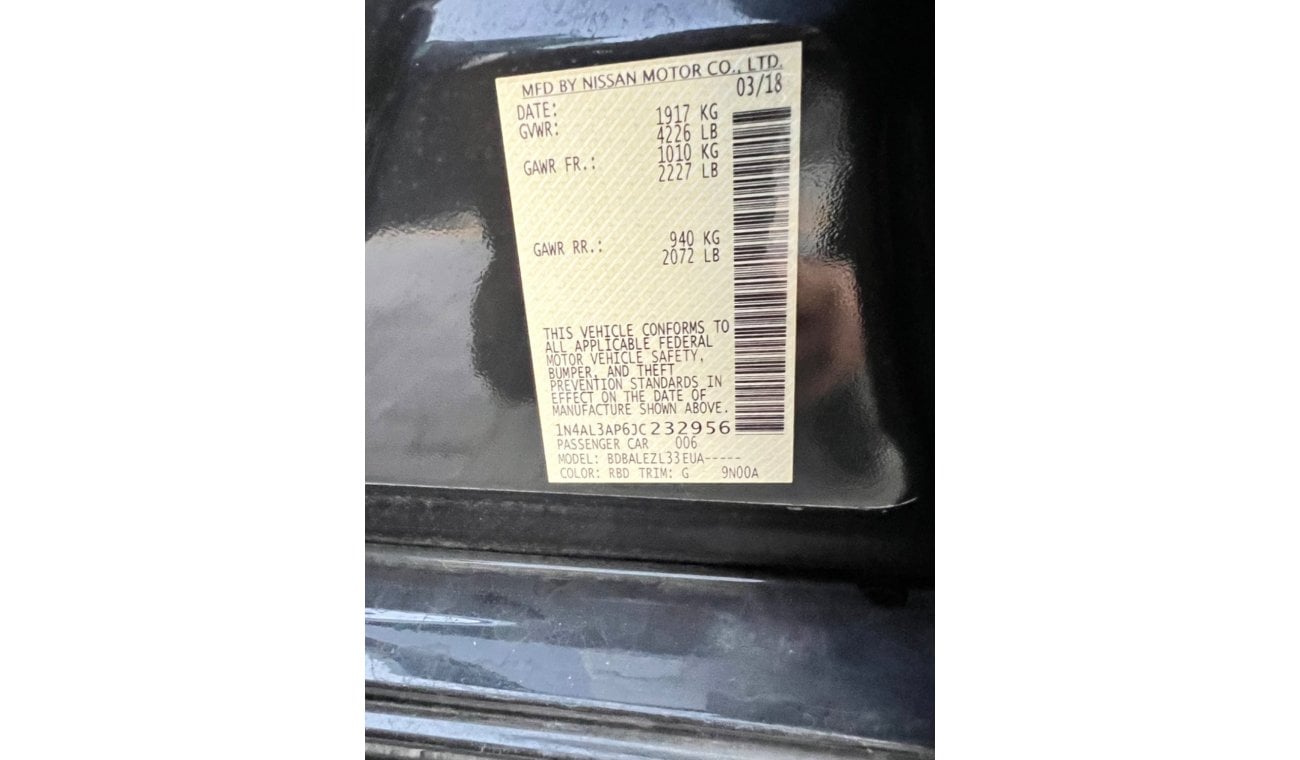 MFD BY NISSAN MOTOR CO., LTD.
DATE: 03/18
GVWR: 1917 KG
4226 LB
GAWR FR.: 1010 KG
2227 LB
GAWR RR.: 940 KG
2072 LB
THIS VEHICLE CONFORMS TO
ALL APPLICABLE FEDERAL
MOTOR VEHICLE SAFETY,
BUMPER, AND THEFT
PREVENTION STANDARDS IN
EFFECT ON THE DATE OF
MANUFACTURE SHOWN ABOVE.
1N4AL3AP6JC232956
PASSENGER CAR 006
MODEL: BDBALEZL33EUA-----
COLOR: RBD TRIM: G 9N00A